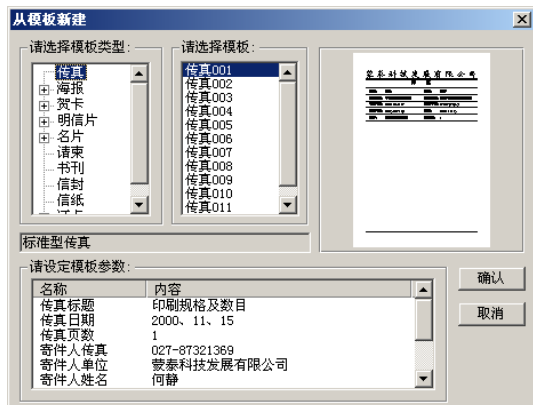 从模板新建
请选择模板类型:
传真
海报
贺卡
明信片
名片
请柬
书刊
信封
信纸
请选择模板:
传真001
传真002
传真003
传真004
传真005
传真006
传真007
传真008
传真009
传真010
传真011
标准型传真
请设定模板参数:
名称 内容
传真标题 印刷规格及数目
传真日期 2000、11、15
传真页数 1
寄件人传真 027-87321369
寄件人单位 蒙泰科技发展有限公司
寄件人姓名 何静
确认
取消